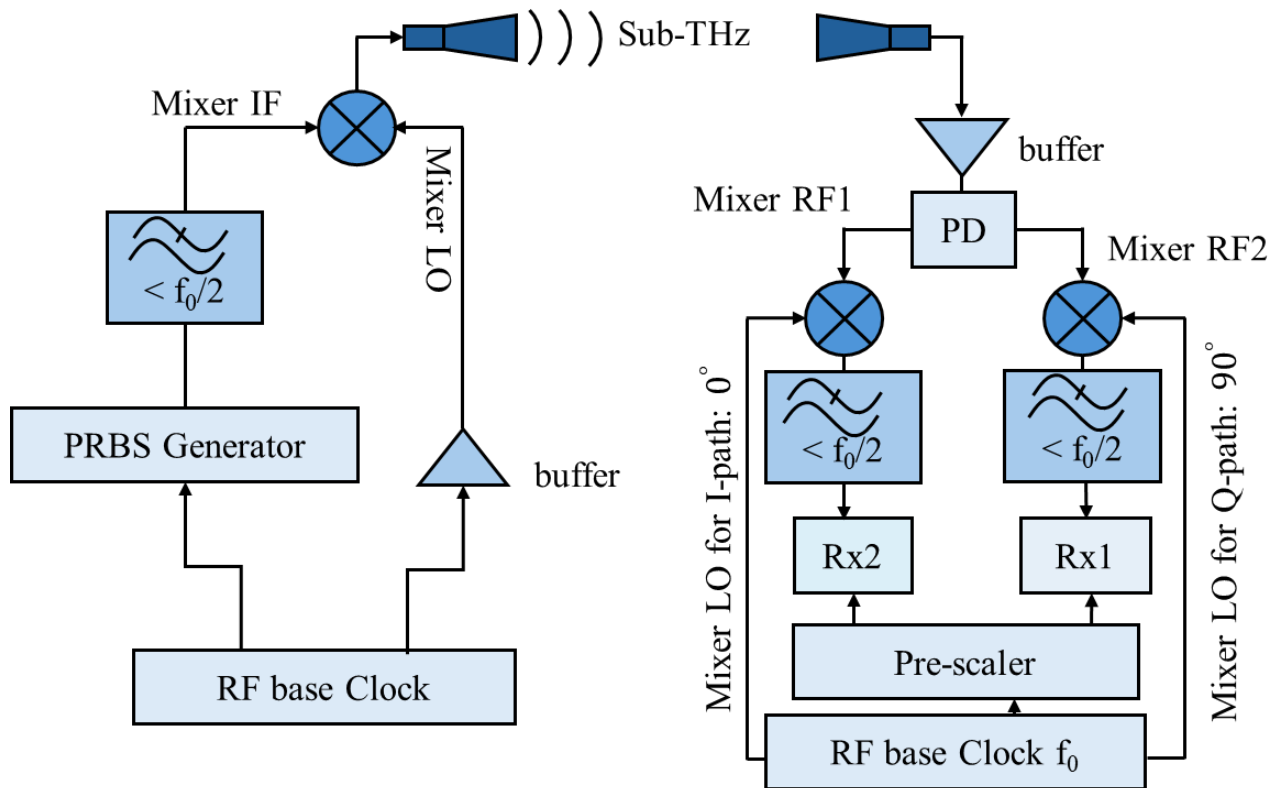 Sub-THz
Mixer IF
Mixer LO
< f₀/2
PRBS Generator
buffer
RF base Clock
buffer
Mixer RF1
PD
Mixer RF2
Mixer LO for I-path: 0°
< f₀/2
< f₀/2
Mixer LO for Q-path: 90°
Rx2
Rx1
Pre-scaler
RF base Clock f₀